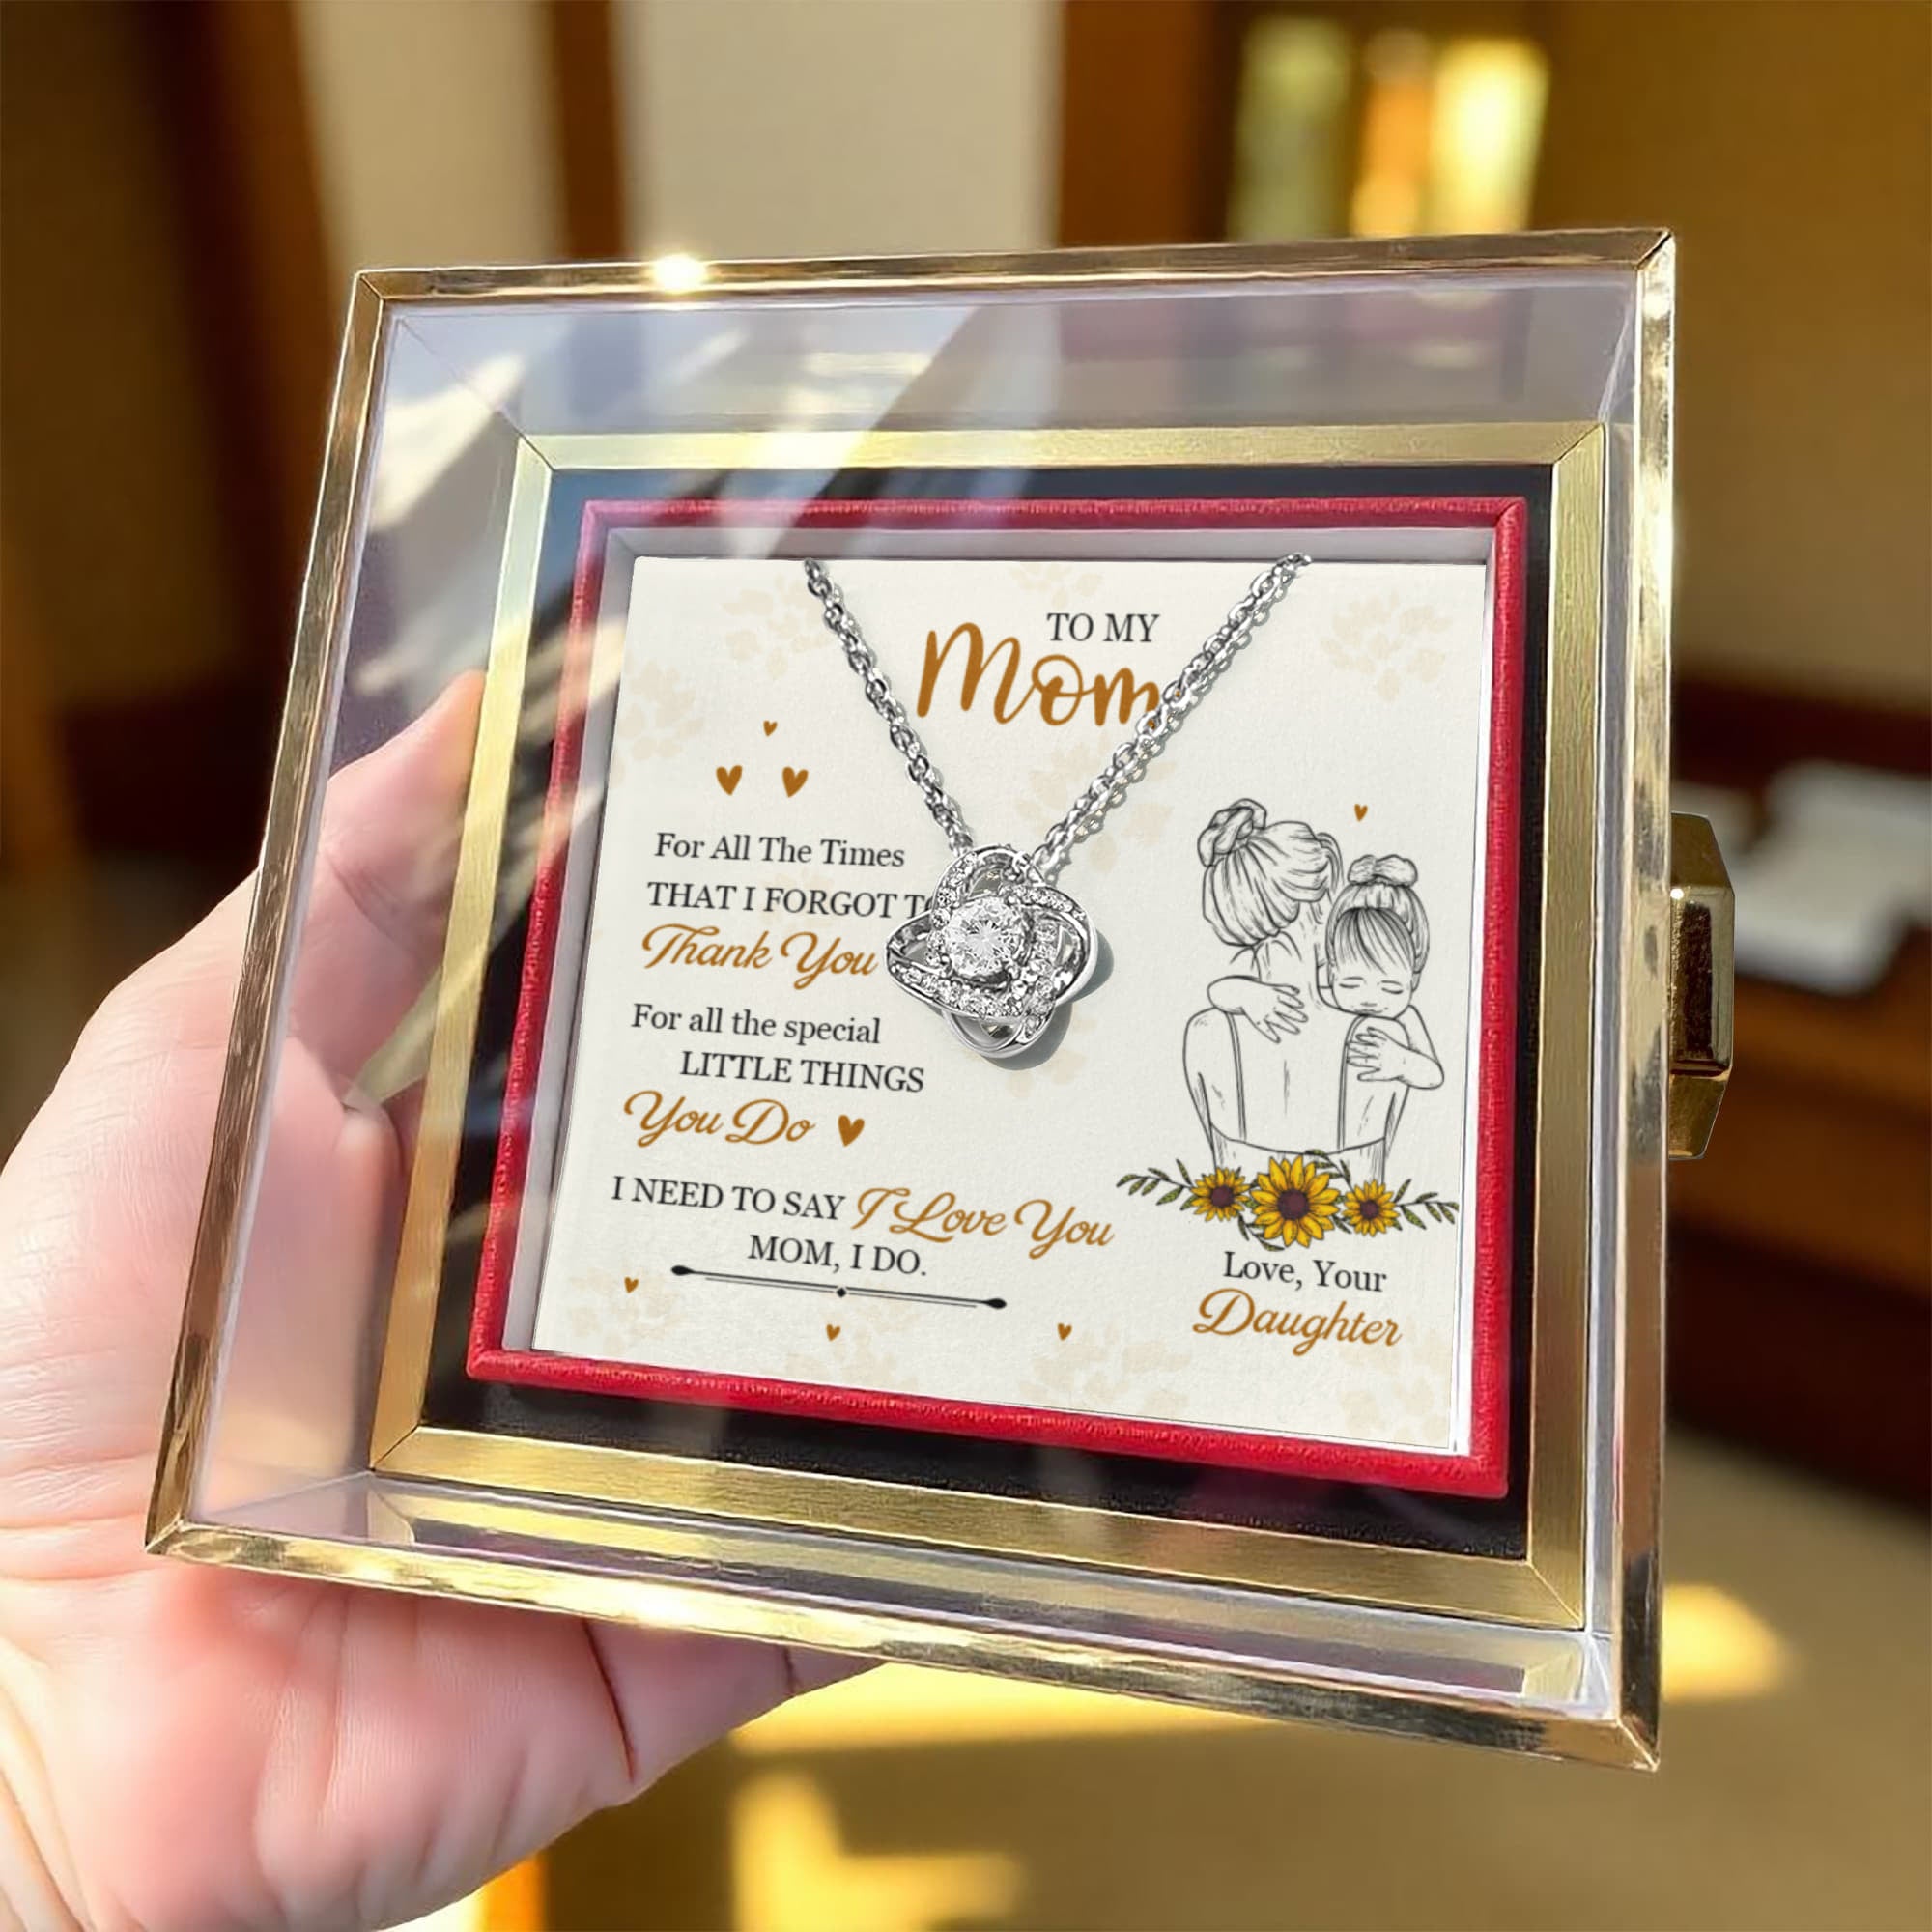 TO MY
Mom
For All The Times
THAT I FORGOT TO
Thank You
For all the special
LITTLE THINGS
You Do
I NEED TO SAY I Love You
MOM, I DO.
Love, Your
Daughter